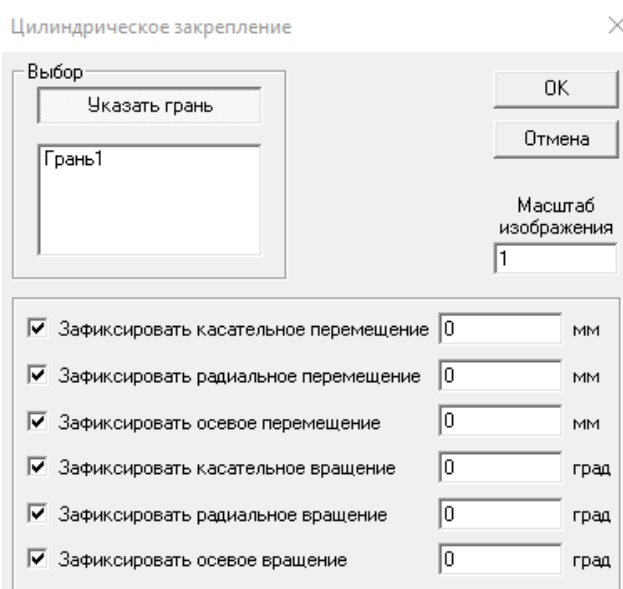 Цилиндрическое закрепление
Выбор
Указать грань
Грань1
OK
Отмена
Масштаб
изображения
1
Зафиксировать касательное перемещение 0 мм
Зафиксировать радиальное перемещение 0 мм
Зафиксировать осевое перемещение 0 мм
Зафиксировать касательное вращение 0 град
Зафиксировать радиальное вращение 0 град
Зафиксировать осевое вращение 0 град